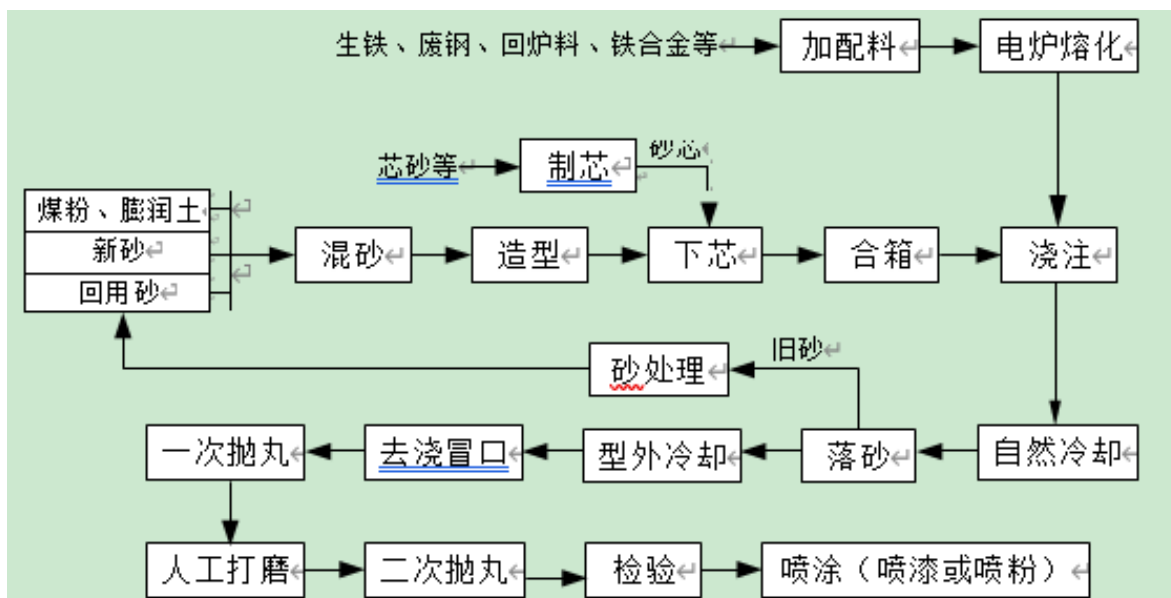 生铁、废钢、回炉料、铁合金等
加配料
电炉熔化
芯砂等
制芯
砂芯
煤粉、膨润土
新砂
回用砂
混砂
造型
下芯
合箱
浇注
砂处理
旧砂
一次抛丸
去浇冒口
型外冷却
落砂
自然冷却
人工打磨
二次抛丸
检验
喷涂（喷漆或喷粉）